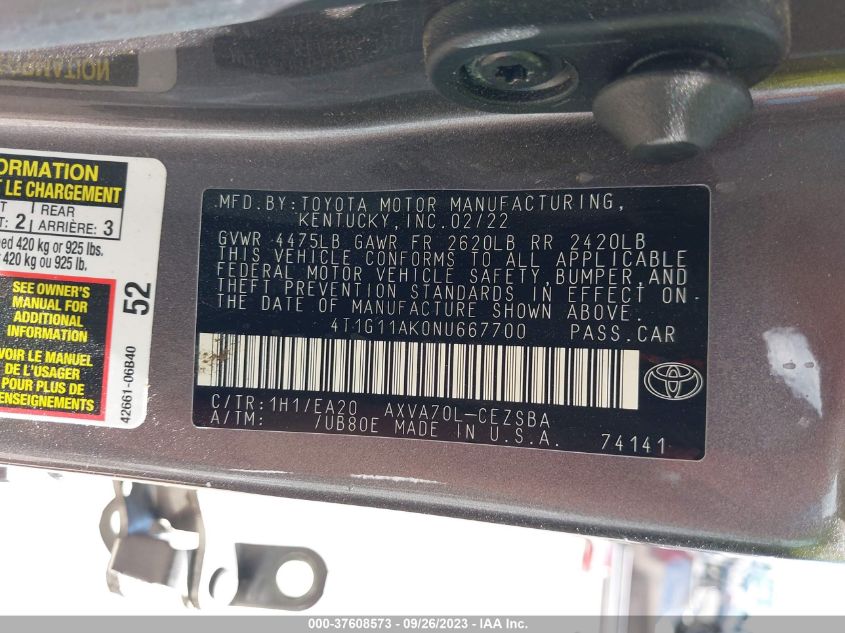 NOITAM
ORMATION
T LE CHARGEMENT
REAR
T: 2 ARRIÈRE: 3
ed 420 kg or 925 lbs.
420 kg ou 925 lb.
SEE OWNER'S
MANUAL FOR
ADDITIONAL
INFORMATION
VOIR LE MANUEL
DE L'USAGER
POUR PLUS DE
RENSEIGNEMENTS
52
42661-06B40
MFD.BY:TOYOTA MOTOR MANUFACTURING,
KENTUCKY,INC.02/22
GVWR 4475LB GAWR FR 2620LB RR 2420LB
THIS VEHICLE CONFORMS TO ALL APPLICABLE
FEDERAL MOTOR VEHICLE SAFETY,BUMPER,AND
THEFT PREVENTION STANDARDS IN EFFECT ON
THE DATE OF MANUFACTURE SHOWN ABOVE.
4T1G11AK0NU667700 PASS.CAR
C/TR:1H1/EA20 AXVA70L-CEZSBA
A/TM: /UB80E MADE IN U.S.A. 74141
000-37608573 - 09/26/2023 - IAA Inc.